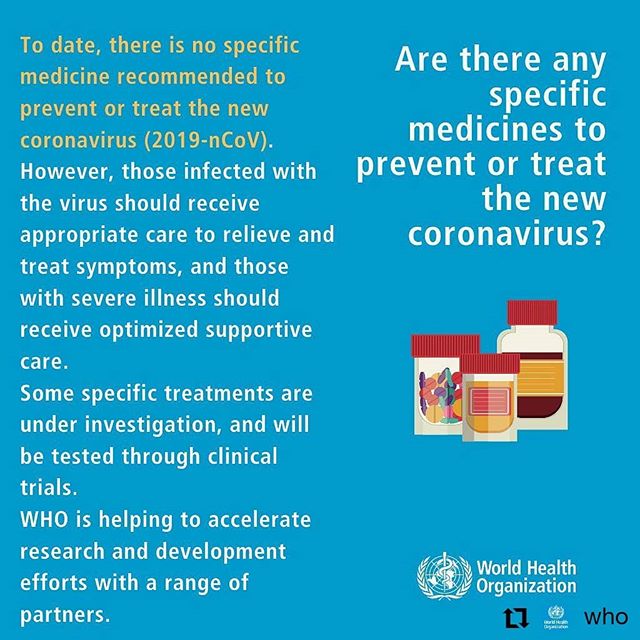 To date, there is no specific
medicine recommended to
prevent or treat the new
coronavirus (2019-nCoV).
However, those infected with
the virus should receive
appropriate care to relieve and
treat symptoms, and those
with severe illness should
receive optimized supportive
care.
Some specific treatments are
under investigation, and will
be tested through clinical
trials.
WHO is helping to accelerate
research and development
efforts with a range of
partners.
Are there any
specific
medicines to
prevent or treat
the new
coronavirus?
World Health
Organization
World Health
Organization
who